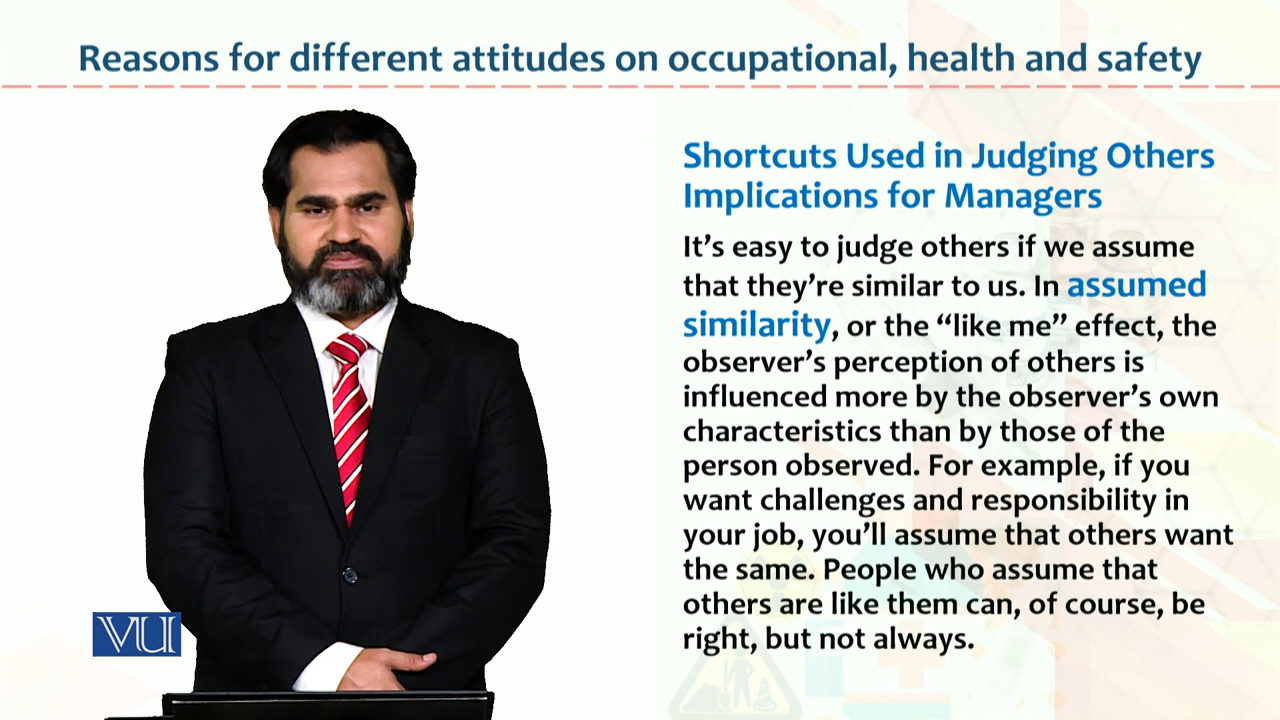 Reasons for different attitudes on occupational, health and safety
Shortcuts Used in Judging Others
Implications for Managers
It’s easy to judge others if we assume
that they’re similar to us. In assumed
similarity, or the “like me” effect, the
observer’s perception of others is
influenced more by the observer’s own
characteristics than by those of the
person observed. For example, if you
want challenges and responsibility in
your job, you’ll assume that others want
the same. People who assume that
others are like them can, of course, be
right, but not always.
VU